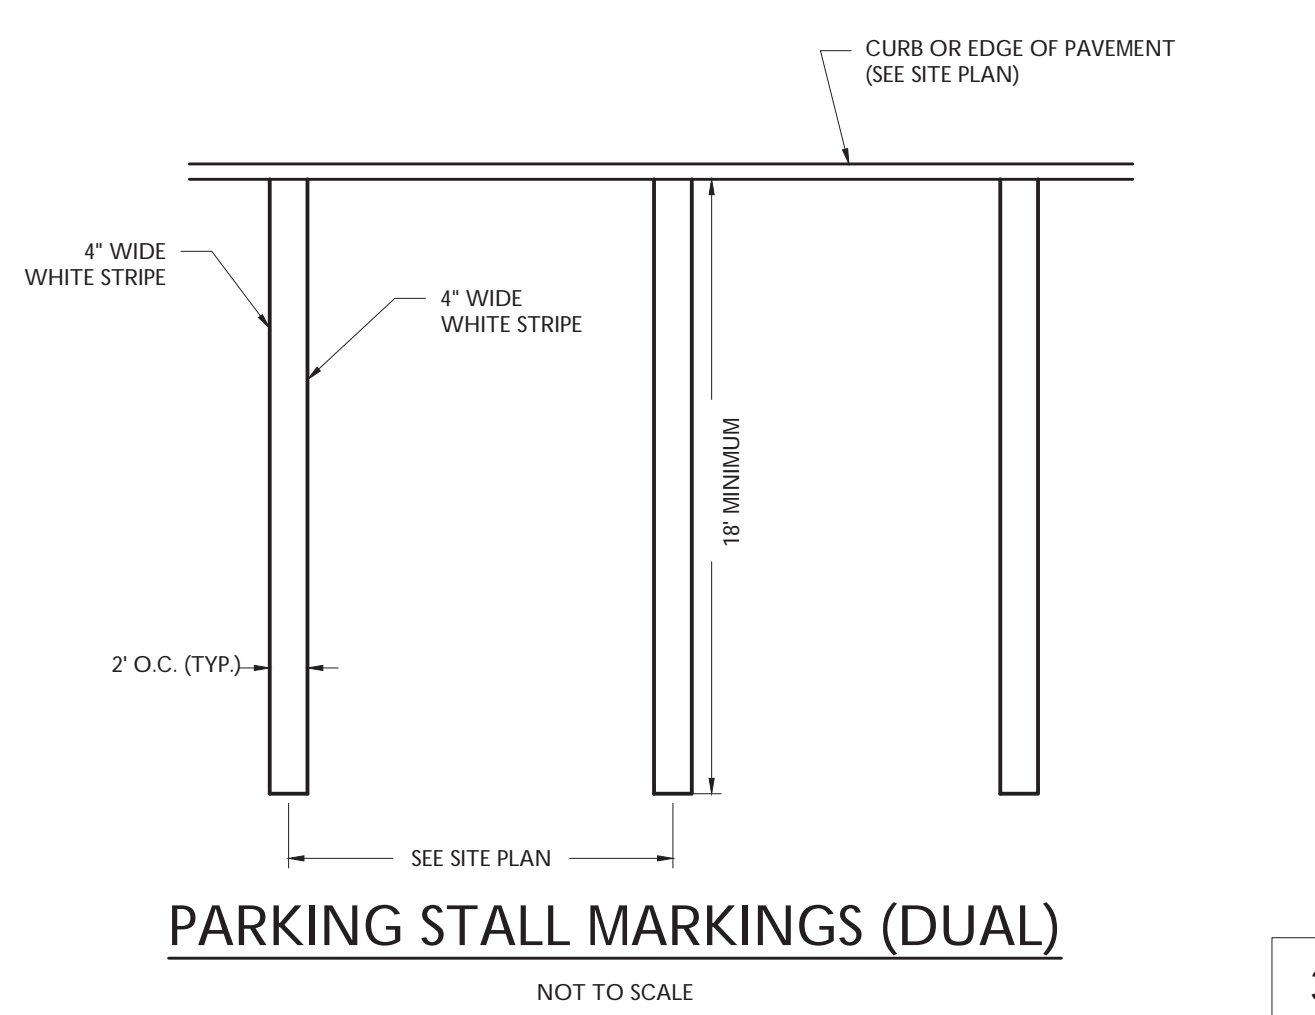 CURB OR EDGE OF PAVEMENT
(SEE SITE PLAN)
4" WIDE
WHITE STRIPE
4" WIDE
WHITE STRIPE
18' MINIMUM
2' O.C. (TYP.)
SEE SITE PLAN
PARKING STALL MARKINGS (DUAL)
NOT TO SCALE